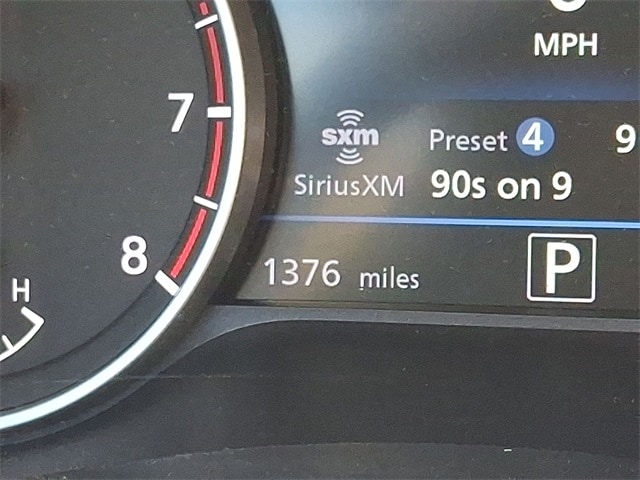 MPH
7
sxm
Preset 4
9
SiriusXM
90s on 9
8
1376 miles
P
H